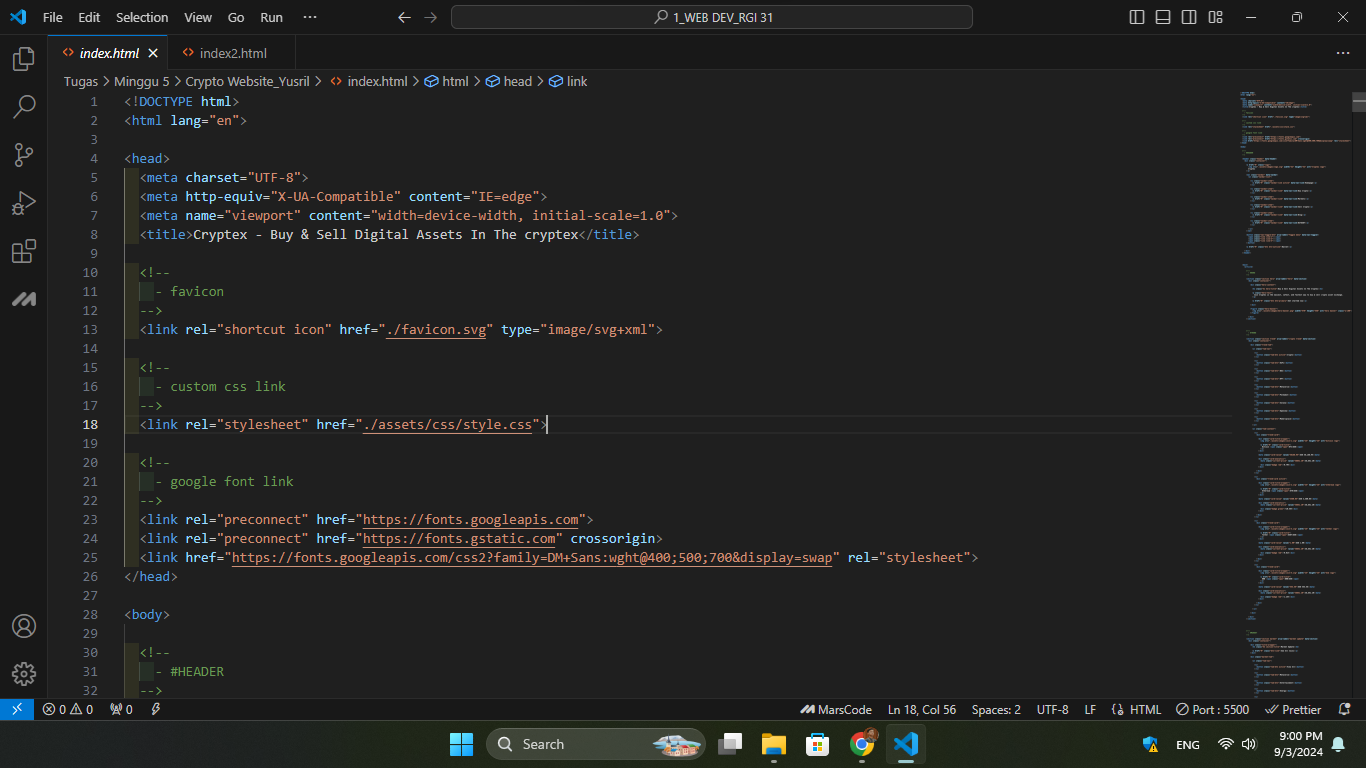 File Edit Selection View Go Run ···
1_WEB DEV_RGI 31
index.html
index2.html
Tugas > Minggu 5 > Crypto Website_Yusril > index.html > html > head > link
1 <!DOCTYPE html>
2 <html lang="en">
3
4 <head>
5 <meta charset="UTF-8">
6 <meta http-equiv="X-UA-Compatible" content="IE=edge">
7 <meta name="viewport" content="width=device-width, initial-scale=1.0">
8 <title>Cryptex - Buy & Sell Digital Assets In The cryptex</title>
9
10 <!--
11 - favicon
12 -->
13 <link rel="shortcut icon" href="./favicon.svg" type="image/svg+xml">
14
15 <!--
16 - custom css link
17 -->
18 <link rel="stylesheet" href="./assets/css/style.css">
19
20 <!--
21 - google font link
22 -->
23 <link rel="preconnect" href="https://fonts.googleapis.com">
24 <link rel="preconnect" href="https://fonts.gstatic.com" crossorigin>
25 <link href="https://fonts.googleapis.com/css2?family=DM+Sans:wght@400;500;700&display=swap" rel="stylesheet">
26 </head>
27
28 <body>
29
30 <!--
31 - #HEADER
32 -->
0 0 0 MarsCode Ln 18, Col 56 Spaces: 2 UTF-8 LF {} HTML Port : 5500 Prettier
Search
ENG
9:00 PM
9/3/2024